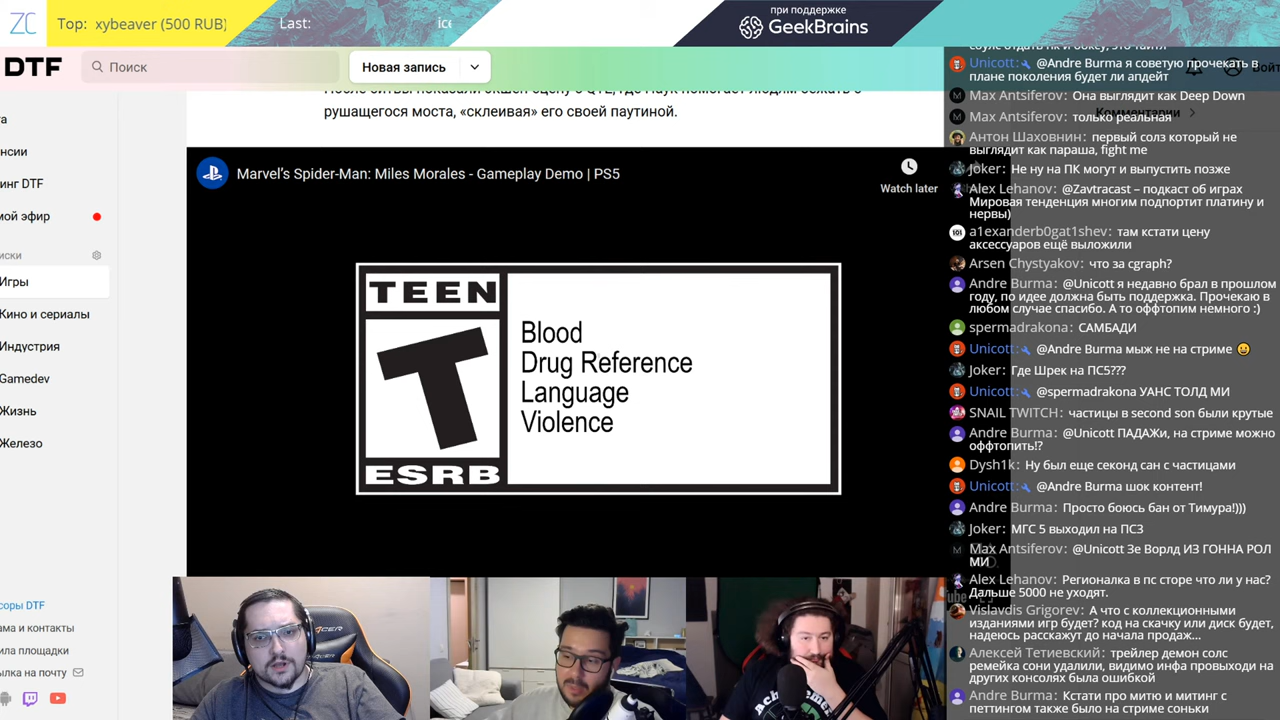 ZC
Top: xybeaver (500 RUB)
Last:
ice
при поддержке
GeekBrains
DTF
Поиск
Новая запись
рушащегося моста, «склеивая» его своей паутиной.
Marvel's Spider-Man: Miles Morales - Gameplay Demo | PS5
Watch later
TEEN
T
ESRB
Blood
Drug Reference
Language
Violence
Игры
Кино и сериалы
Индустрия
Gamedev
Жизнь
Железо
соры DTF
ама и контакты
ила площадки
ылка на почту
нсии
нг DTF
мой эфир
иски
ACER
Комментарии
Unicott: @Andre Burma я советую прочекать в
плане поколения будет ли апдейт
Max Antsiferov: Она выглядит как Deep Down
Max Antsiferov: только реальная
Антон Шаховнин: первый солз который не
выглядит как параша, fight me
Joker: Не ну на ПК могут и выпустить позже
Alex Lehanov: @Zavtracast – подкаст об играх
Мировая тенденция многим подпортит платину и
нервы)
a1exanderb0gat1shev: там кстати цену
аксессуаров ещё выложили
Arsen Chystyakov: что за cgraph?
Andre Burma: @Unicott я недавно брал в прошлом
году, по идее должна быть поддержка. Прочекаю в
любом случае спасибо. А то оффтопим немного :)
spermadrakona: САМБАДИ
Unicott: @Andre Burma мыж не на стриме 😀
Joker: Где Шрек на ПС5???
Unicott: @spermadrakona УАНС ТОЛД МИ
SNAIL TWITCH: частицы в second son были крутые
Andre Burma: @Unicott ПАДАЖи, на стриме можно
оффтопить!?
Dysh1k: Ну был еще секонд сан с частицами
Unicott: @Andre Burma шок контент!
Andre Burma: Просто боюсь бан от Тимура!)))
Joker: МГС 5 выходил на ПС3
Max Antsiferov: @Unicott Зе Ворлд ИЗ ГОННА РОЛ
МИ
Alex Lehanov: Регионалка в пс сторе что ли у нас?
Дальше 5000 не уходят.
Vislavdis Grigorev: А что с коллекционными
изданиями игр будет? код на скачку или диск будет,
надеюсь расскажут до начала продаж...
Алексей Тетиевский: трейлер демон солс
ремейка сони удалили, видимо инфа провыходи на
других консолях была ошибкой
Andre Burma: Кстати про митю и митинг с
петтингом также было на стриме соньки